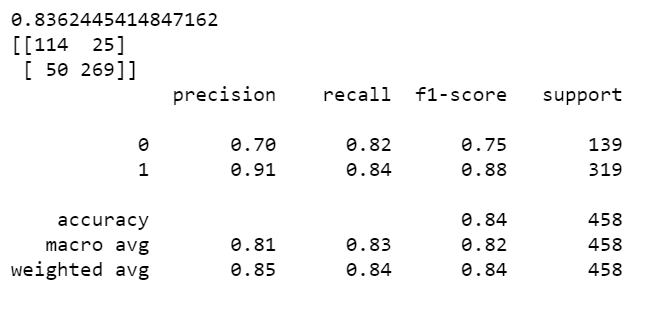 0.8362445414847162
[[114  25]
 [ 50 269]]
              precision    recall  f1-score   support

           0       0.70      0.82      0.75       139
           1       0.91      0.84      0.88       319

    accuracy                           0.84       458
   macro avg       0.81      0.83      0.82       458
weighted avg       0.85      0.84      0.84       458